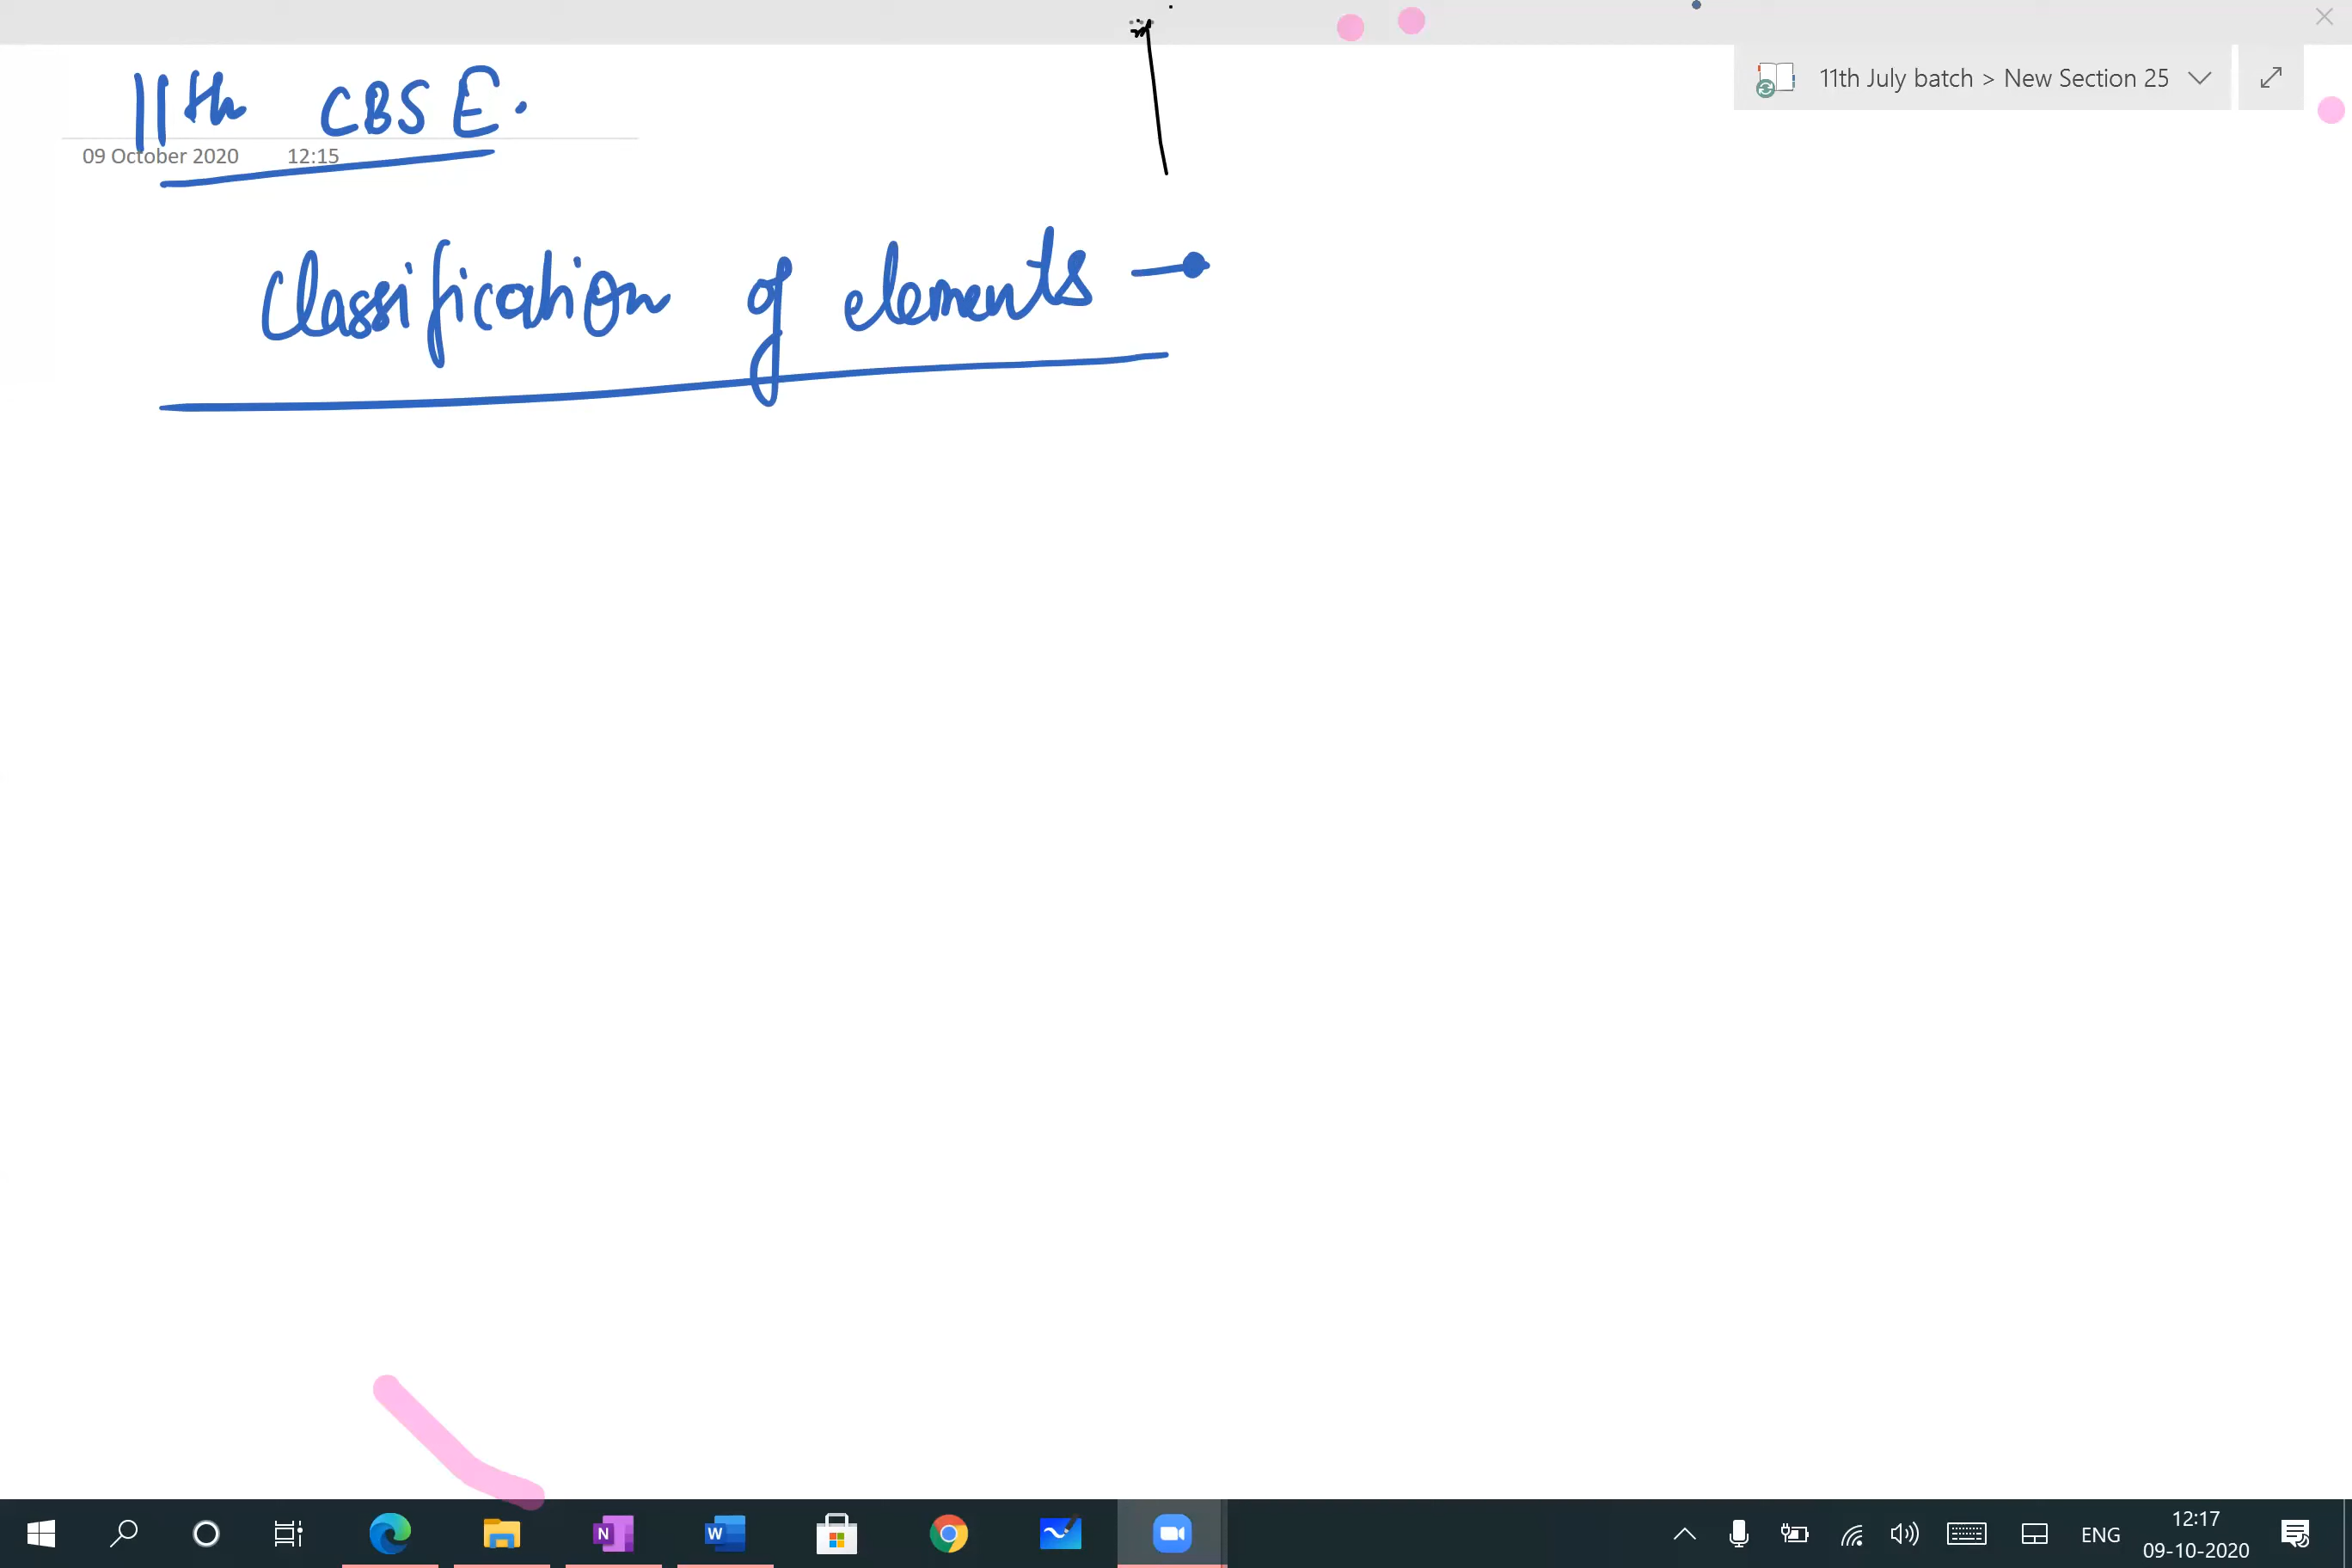 11th July batch > New Section 25
11th CBSE.
09 October 2020 12:15
Classification of elements →
ENG
12:17
09-10-2020